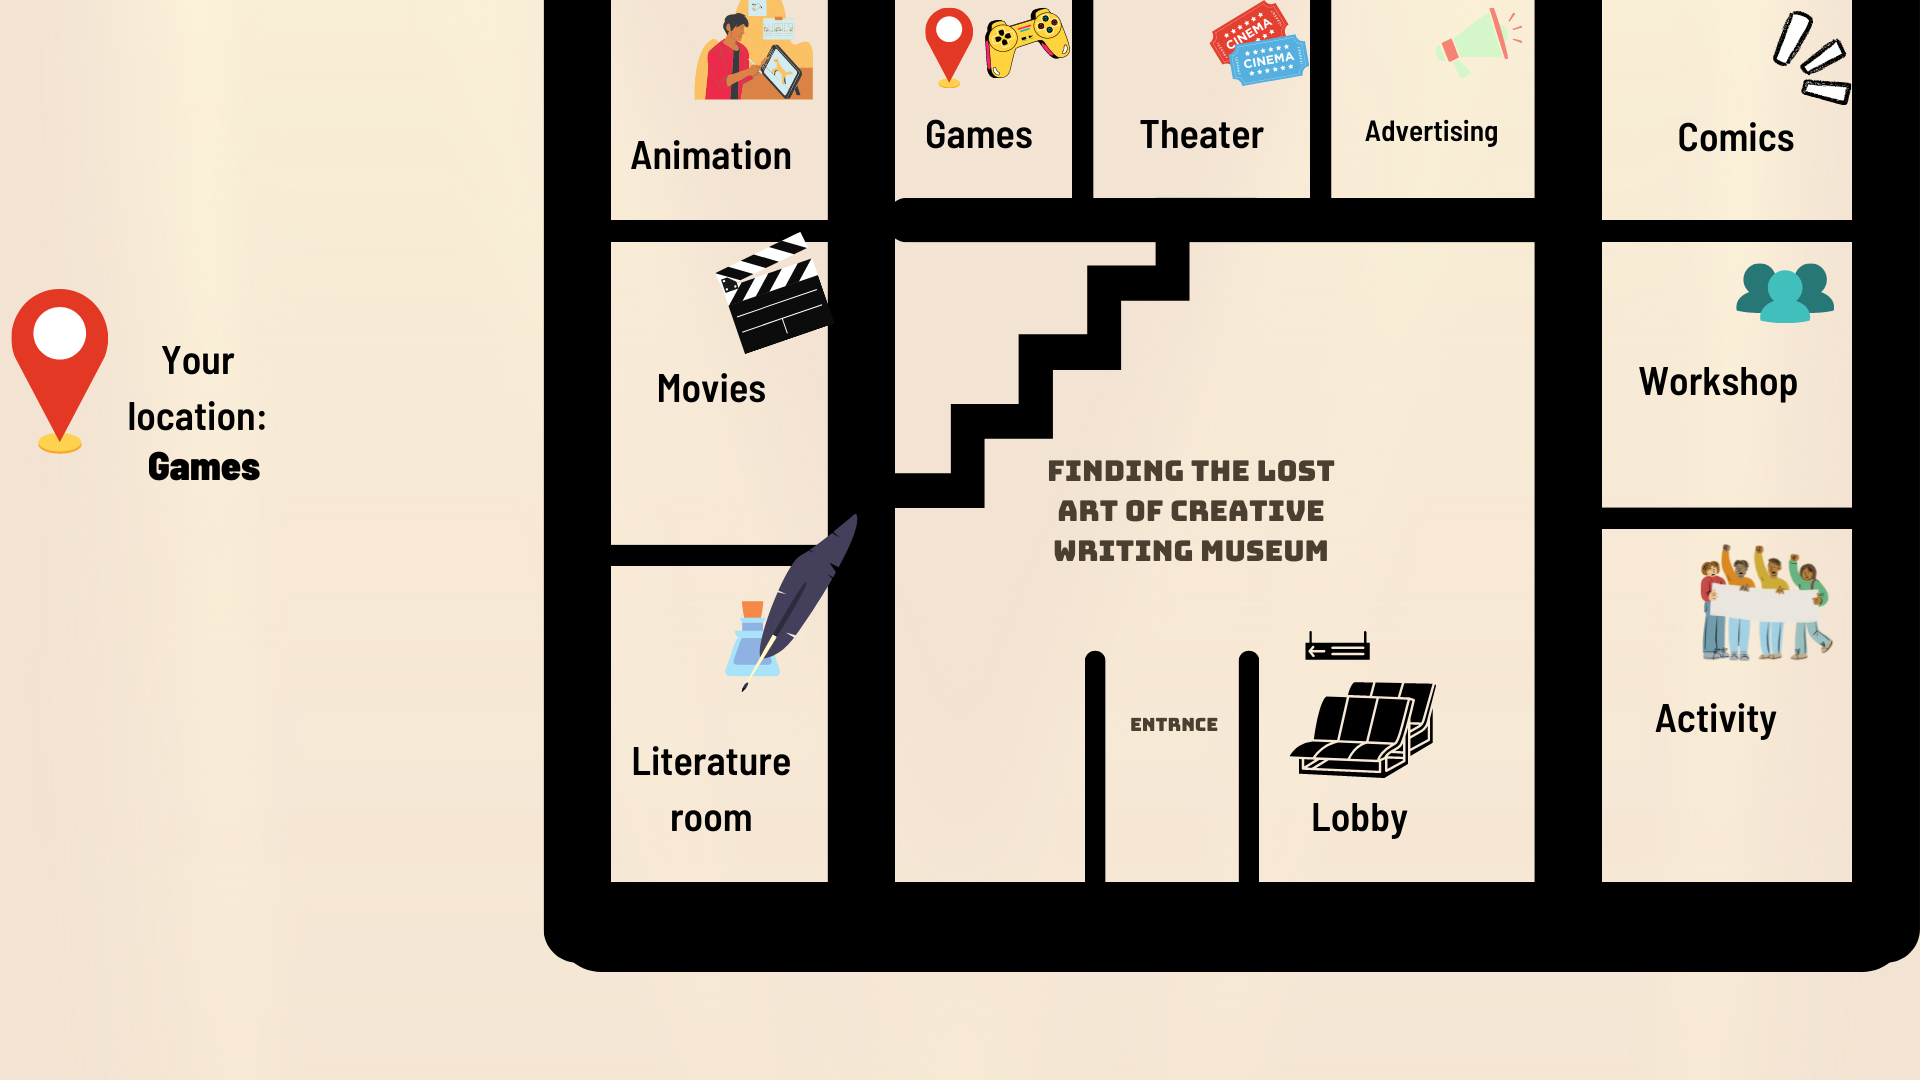 Animation
Games
Theater
CINEMA
CINEMA
Advertising
Comics
Movies
Workshop
Your
location:
Games
FINDING THE LOST
ART OF CREATIVE
WRITING MUSEUM
Activity
ENTRNCE
Literature
room
Lobby